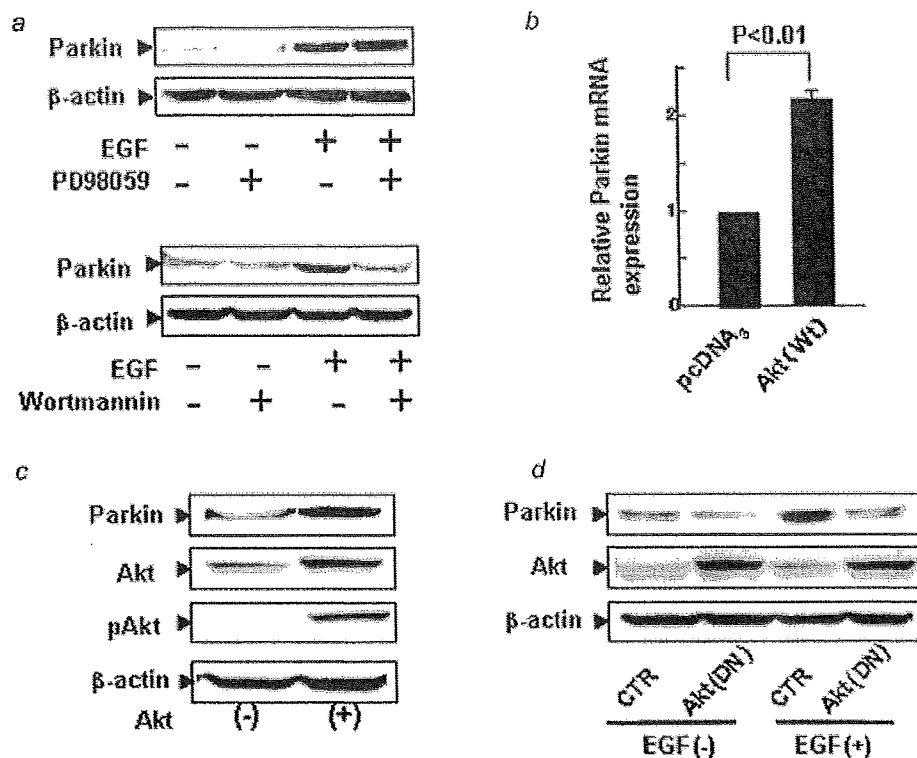 a
Parkin
β-actin
EGF - - + +
PD98059 - + - +
Parkin
β-actin
EGF - - + +
Wortmannin - + - +
b
P<0.01
Relative Parkin mRNA
expression
2
1
0
pcDNA3
Akt(Wt)
c
Parkin
Akt
pAkt
β-actin
Akt (-) (+)
d
Parkin
Akt
β-actin
CTR Akt(DN) CTR Akt(DN)
EGF(-) EGF(+)